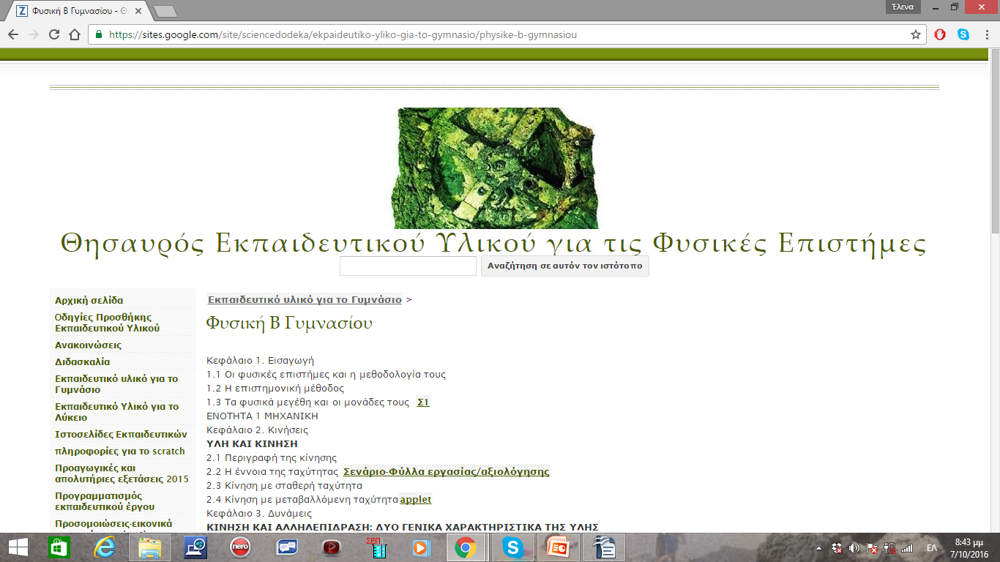 Φυσική Β Γυμνασίου - Θη
Έλενα
https://sites.google.com/site/sciencedodeka/ekpaideutiko-yliko-gia-to-gymnasio/physike-b-gymnasiou
Θησαυρός Εκπαιδευτικού Υλικού για τις Φυσικές Επιστήμες
Αναζήτηση σε αυτόν τον ιστότοπο
Αρχική σελίδα
Οδηγίες Προσθήκης
Εκπαιδευτικού Υλικού
Ανακοινώσεις
Διδασκαλία
Εκπαιδευτικό υλικό για το
Γυμνάσιο
Εκπαιδευτικό Υλικό για το
Λύκειο
Ιστοσελίδες Εκπαιδευτικών
πληροφορίες για το scratch
Προαγωγικές και
απολυτήριες εξετάσεις 2015
Προγραμματισμός
εκπαιδευτικού έργου
Προσομοιώσεις-εικονικά
Εκπαιδευτικό υλικό για το Γυμνάσιο >
Φυσική Β Γυμνασίου
Κεφάλαιο 1. Εισαγωγή
1.1 Οι φυσικές επιστήμες και η μεθοδολογία τους
1.2 Η επιστημονική μέθοδος
1.3 Τα φυσικά μεγέθη και οι μονάδες τους Σ1
ΕΝΟΤΗΤΑ 1 ΜΗΧΑΝΙΚΗ
Κεφάλαιο 2. Κινήσεις
ΥΛΗ ΚΑΙ ΚΙΝΗΣΗ
2.1 Περιγραφή της κίνησης
2.2 Η έννοια της ταχύτητας Σενάριο-Φύλλα εργασίας/αξιολόγησης
2.3 Κίνηση με σταθερή ταχύτητα
2.4 Κίνηση με μεταβαλλόμενη ταχύτητα applet
Κεφάλαιο 3. Δυνάμεις
ΚΙΝΗΣΗ ΚΑΙ ΑΛΛΗΛΕΠΙΔΡΑΣΗ: ΔΥΟ ΓΕΝΙΚΑ ΧΑΡΑΚΤΗΡΙΣΤΙΚΑ ΤΗΣ ΥΛΗΣ
nero
ΣΕΠ
ΕΛ
8:43 μμ
7/10/2016